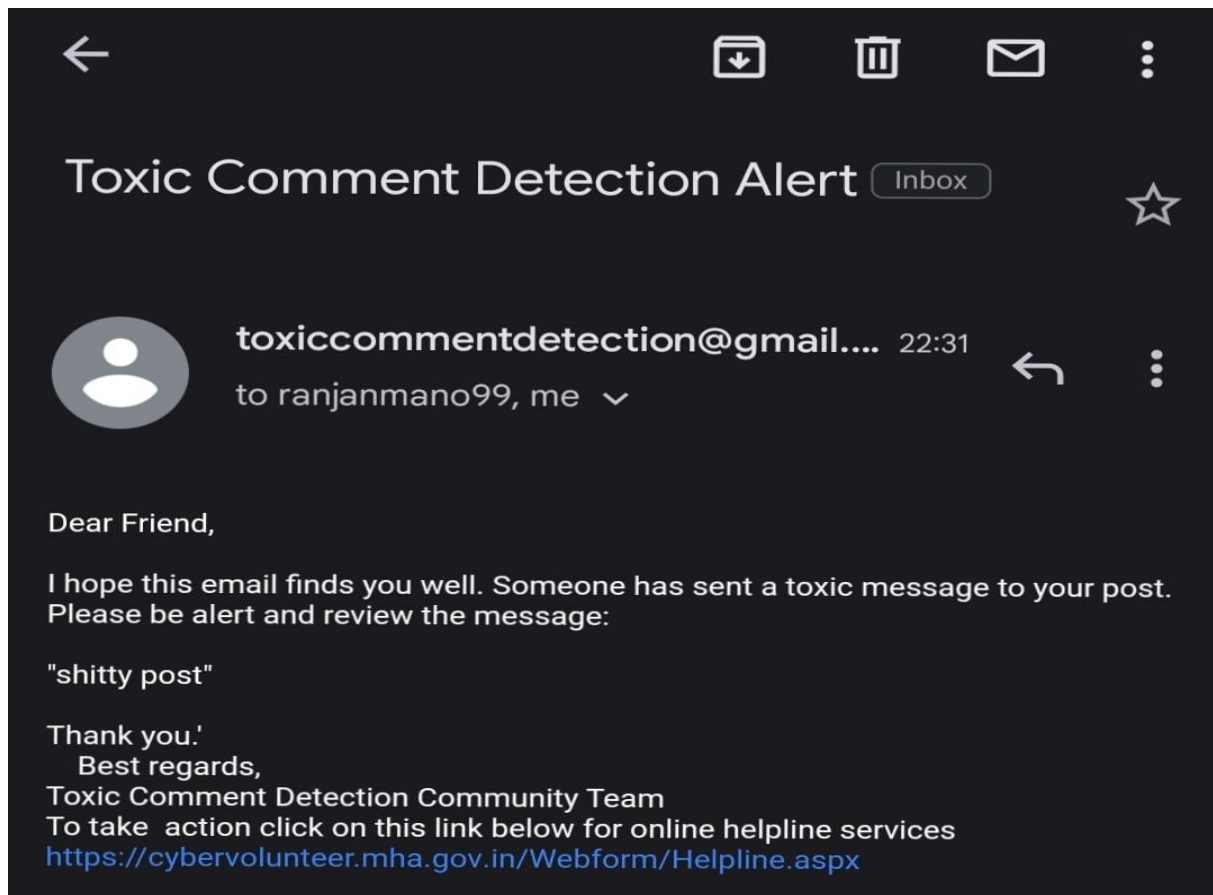 Toxic Comment Detection Alert Inbox
toxiccommentdetection@gmail.... 22:31
to ranjanmano99, me
Dear Friend,
I hope this email finds you well. Someone has sent a toxic message to your post.
Please be alert and review the message:
"shitty post"
Thank you.'
Best regards,
Toxic Comment Detection Community Team
To take  action click on this link below for online helpline services
https://cybervolunteer.mha.gov.in/Webform/Helpline.aspx